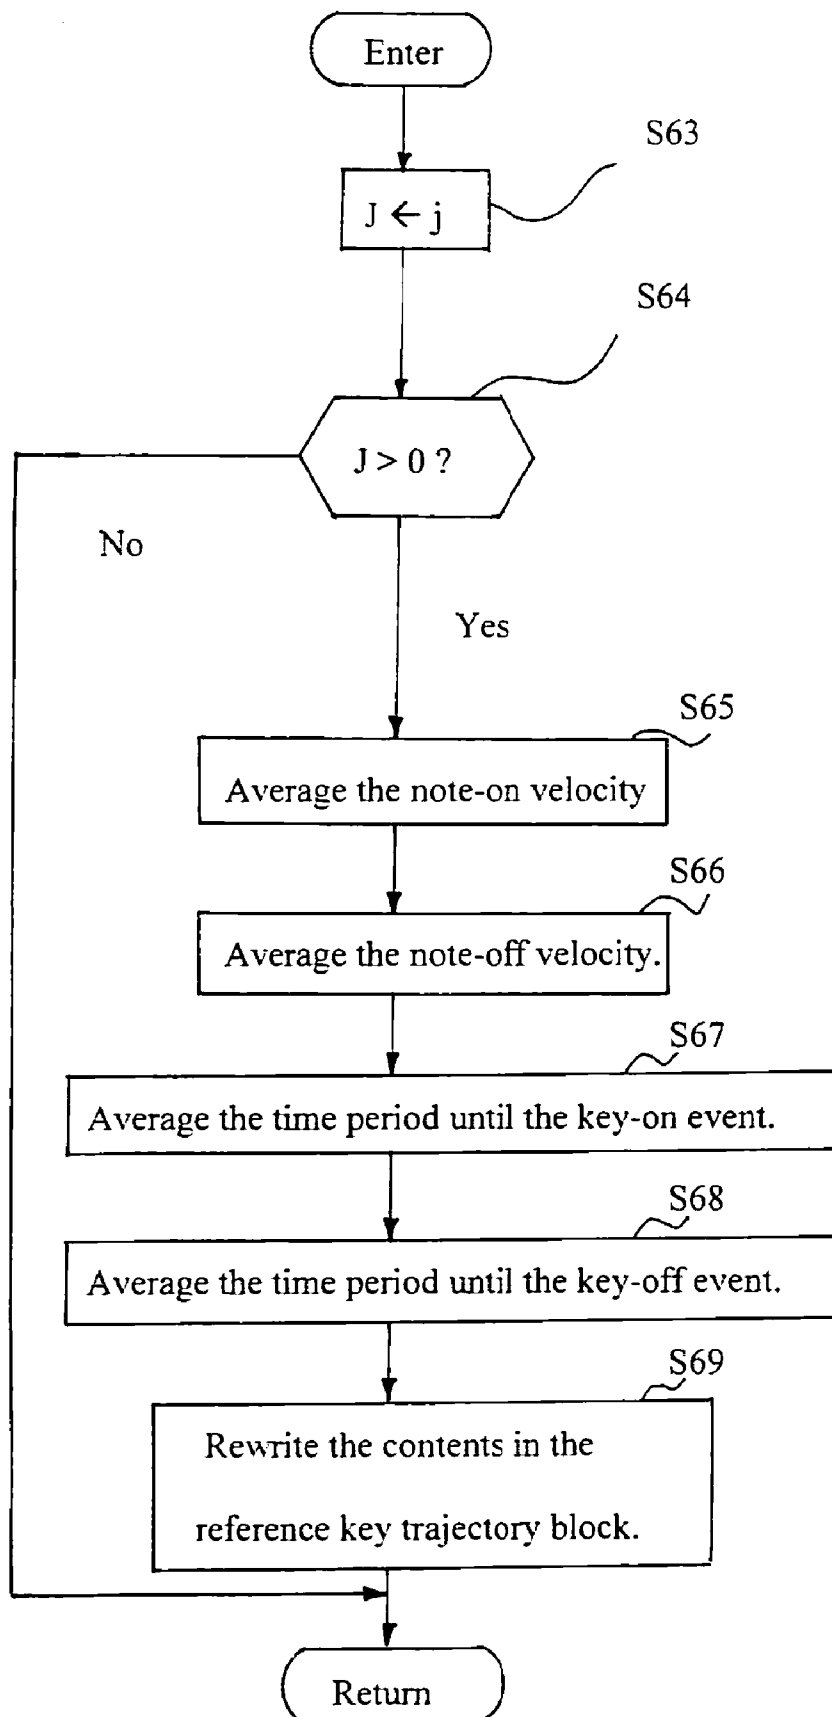 Enter
S63
J ← j
S64
J > 0 ?
No
Yes
S65
Average the note-on velocity
S66
Average the note-off velocity.
S67
Average the time period until the key-on event.
S68
Average the time period until the key-off event.
S69
Rewrite the contents in the
reference key trajectory block.
Return